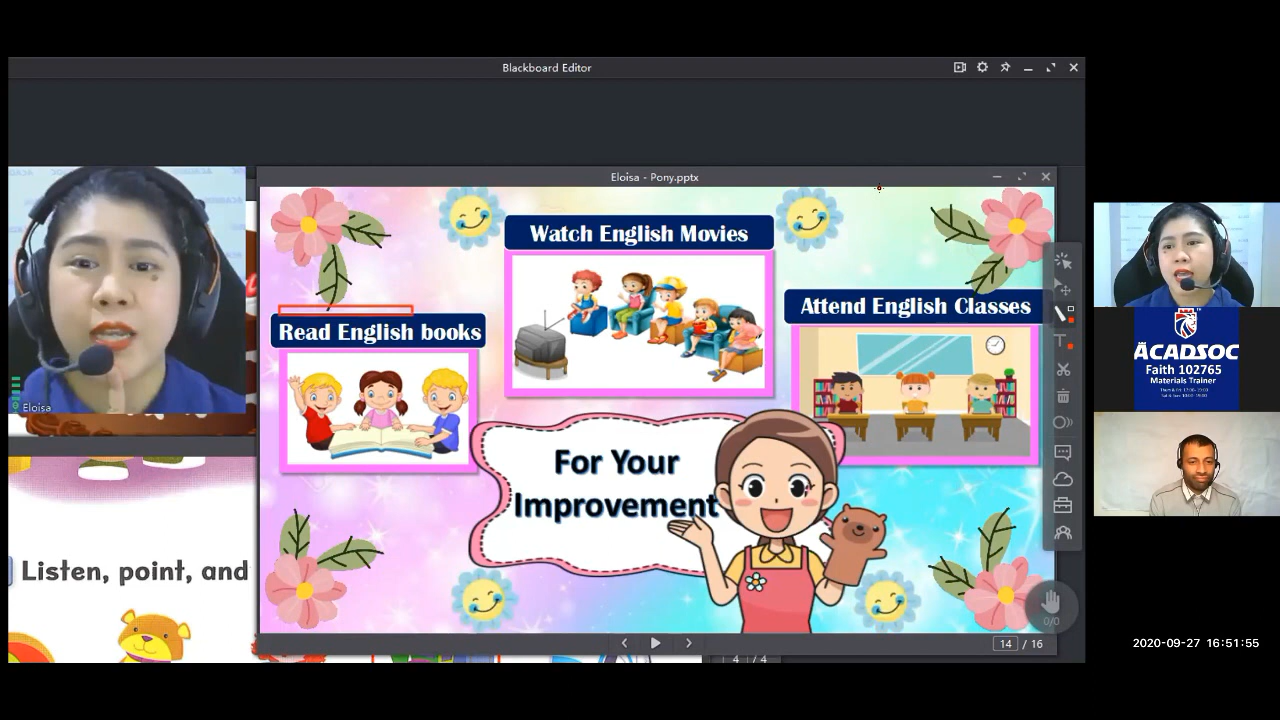 Blackboard Editor
Eloisa - Pony.pptx
Watch English Movies
Attend English Classes
Read English books
Eloisa
For Your
Improvement
Listen, point, and
0/0
14 / 16
4 / 4
ACADSOC
Faith 102765
Materials Trainer
2020-09-27 16:51:55